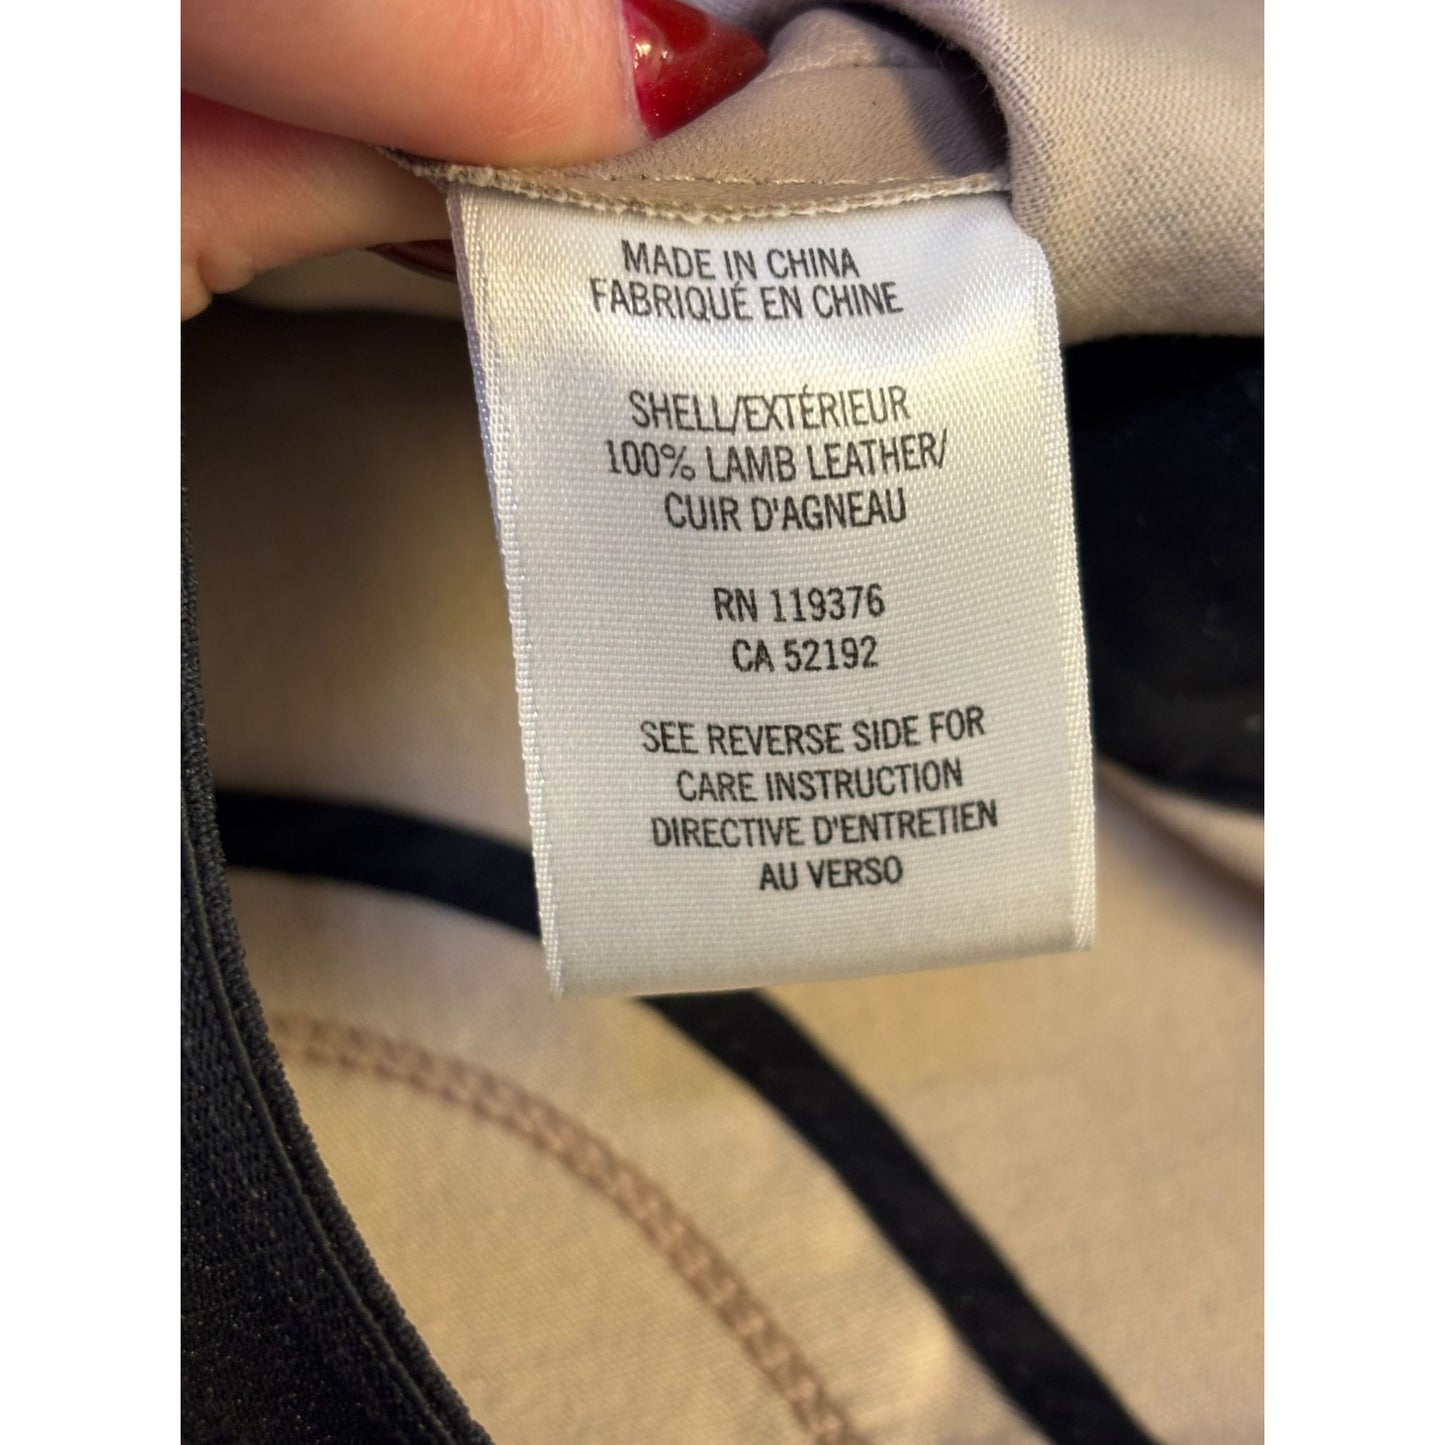 MADE IN CHINA
FABRIQUÉ EN CHINE
SHELL/EXTÉRIEUR
100% LAMB LEATHER/
CUIR D'AGNEAU
RN 119376
CA 52192
SEE REVERSE SIDE FOR
CARE INSTRUCTION
DIRECTIVE D'ENTRETIEN
AU VERSO